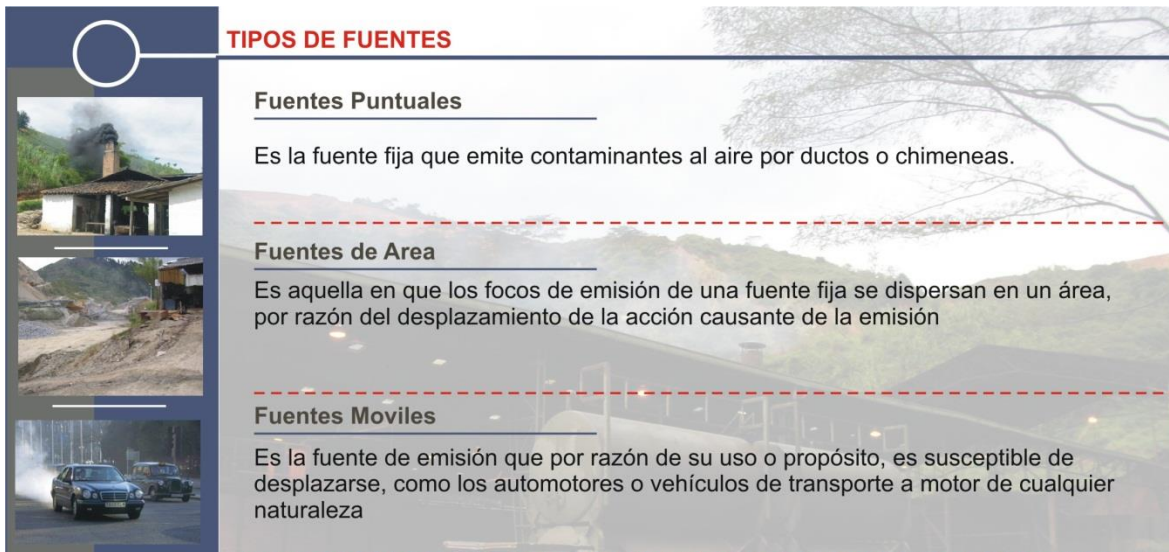 TIPOS DE FUENTES
Fuentes Puntuales
Es la fuente fija que emite contaminantes al aire por ductos o chimeneas.
Fuentes de Area
Es aquella en que los focos de emisión de una fuente fija se dispersan en un área,
por razón del desplazamiento de la acción causante de la emisión
Fuentes Moviles
Es la fuente de emisión que por razón de su uso o propósito, es susceptible de
desplazarse, como los automotores o vehículos de transporte a motor de cualquier
naturaleza